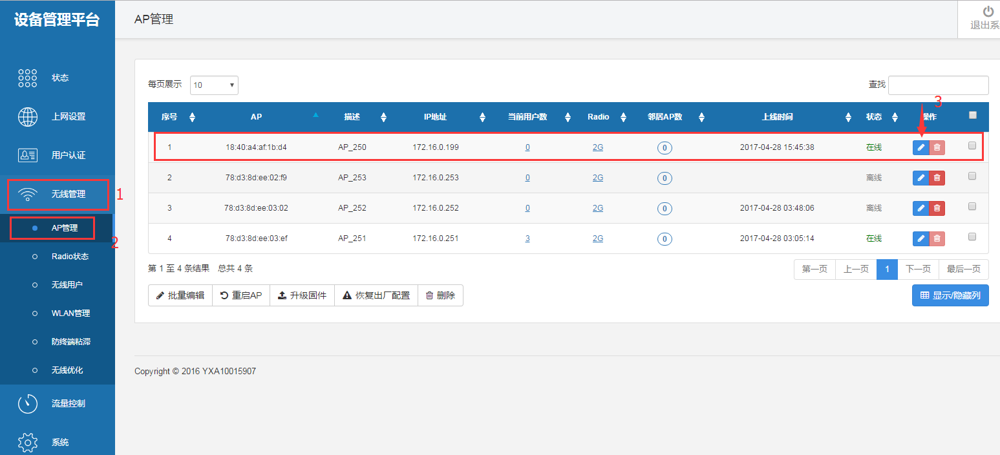 设备管理平台
AP管理
退出系
状态
上网设置
用户认证
无线管理
1
AP管理
2
Radio状态
无线用户
WLAN管理
防终端粘滞
无线优化
流量控制
系统
每页展示 10
查找
3
序号 AP 描述 IP地址 当前用户数 Radio 邻居AP数 上线时间 状态 操作
1 18:40:a4:af:1b:d4 AP_250 172.16.0.199 0 2G 0 2017-04-28 15:45:38 在线
2 78:d3:8d:ee:02:f9 AP_253 172.16.0.253 0 2G 0 离线
3 78:d3:8d:ee:03:02 AP_252 172.16.0.252 0 2G 0 2017-04-28 03:48:06 离线
4 78:d3:8d:ee:03:ef AP_251 172.16.0.251 3 2G 0 2017-04-28 03:05:14 在线
第 1 至 4 条结果 总共 4 条
第一页 上一页 1 下一页 最后一页
批量编辑 重启AP 升级固件 恢复出厂配置 删除
显示/隐藏列
Copyright © 2016 YXA10015907